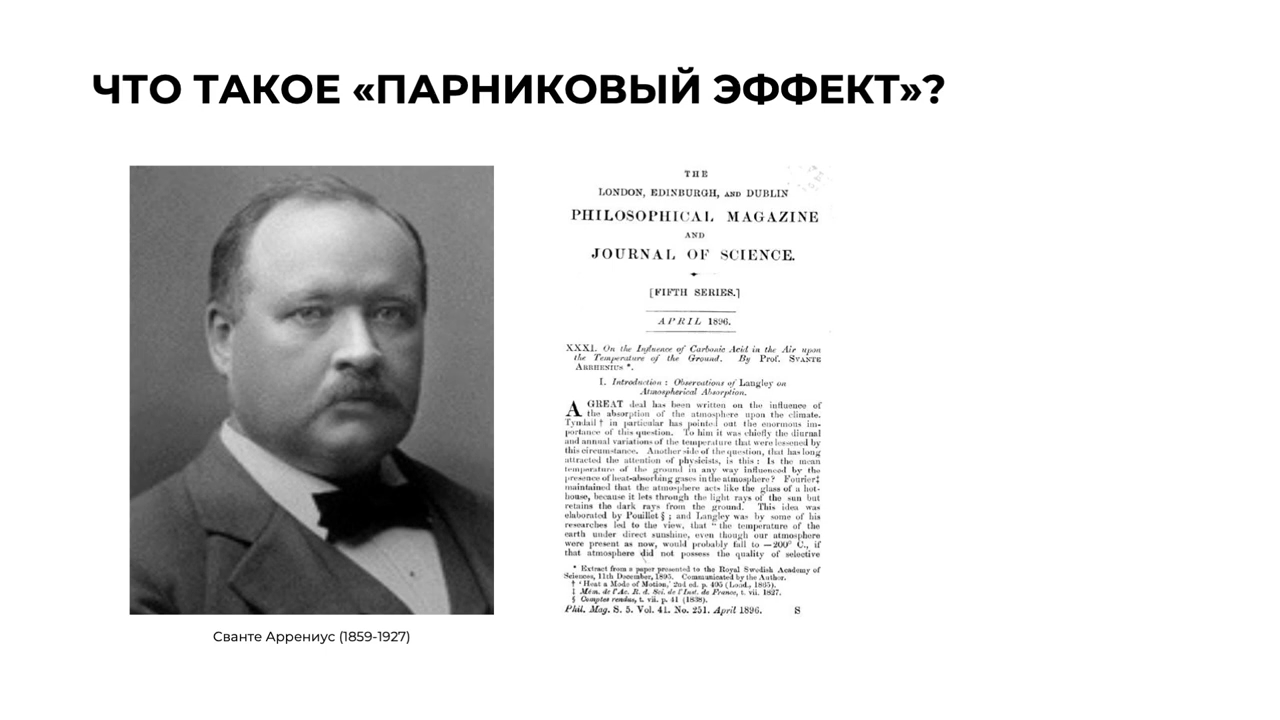 ЧТО ТАКОЕ «ПАРНИКОВЫЙ ЭФФЕКТ»?
THE
LONDON, EDINBURGH, AND DUBLIN
PHILOSOPHICAL MAGAZINE
AND
JOURNAL OF SCIENCE.
[FIFTH SERIES.]
APRIL 1896.
XXXI. On the Influence of Carbonic Acid in the Air upon
the Temperature of the Ground. By Prof. SVANTE
ARRHENIUS *.
I. Introduction : Observations of Langley on
Atmospherical Absorption.
A GREAT deal has been written on the influence of
the absorption of the atmosphere upon the climate.
Tyndall † in particular has pointed out the enormous im-
portance of this question. To him it was chiefly the diurnal
and annual variations of the temperature that were lessened by
this circumstance. Another side of the question, that has long
attracted the attention of physicists, is this : Is the mean
temperature of the ground in any way influenced by the
presence of heat-absorbing gases in the atmosphere? Fourier‡
maintained that the atmosphere acts like the glass of a hot-
house, because it lets through the light rays of the sun but
retains the dark rays from the ground. This idea was
elaborated by Pouillet § ; and Langley was by some of his
researches led to the view, that “the temperature of the
earth under direct sunshine, even though our atmosphere
were present as now, would probably fall to −200° C., if
that atmosphere did not possess the quality of selective
* Extract from a paper presented to the Royal Swedish Academy of
Sciences, 11th December, 1895. Communicated by the Author.
† ‘Heat a Mode of Motion,’ 2nd ed. p. 405 (Lond., 1865).
‡ Mém. de l’Ac. R. d. Sci. de l’Inst. de France, t. vii. 1827.
§ Comptes rendus, t. vii. p. 41 (1838).
Phil. Mag. S. 5. Vol. 41. No. 251. April 1896. S
Сванте Аррениус (1859-1927)